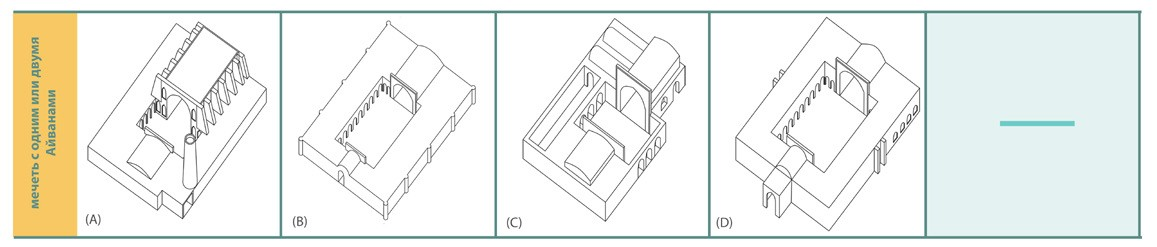 мечеть с одним или двумя
Айванами
(A)
(B)
(C)
(D)